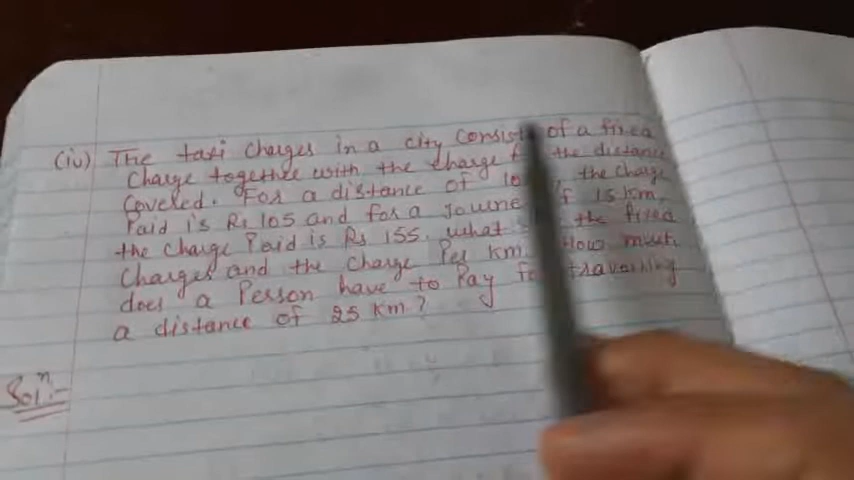 (iv) The taxi charges in a city consist of a fixed
charge together with the charge the distance
covered. For a distance of 10 the charge
Paid is Rs 105 and for a journe of 15 km.
the charge Paid is Rs 155. what the fixed
charges and the charge Per km. How much
does a Person have to Pay fo travelling
a distance of 25 km?
Solⁿ:-